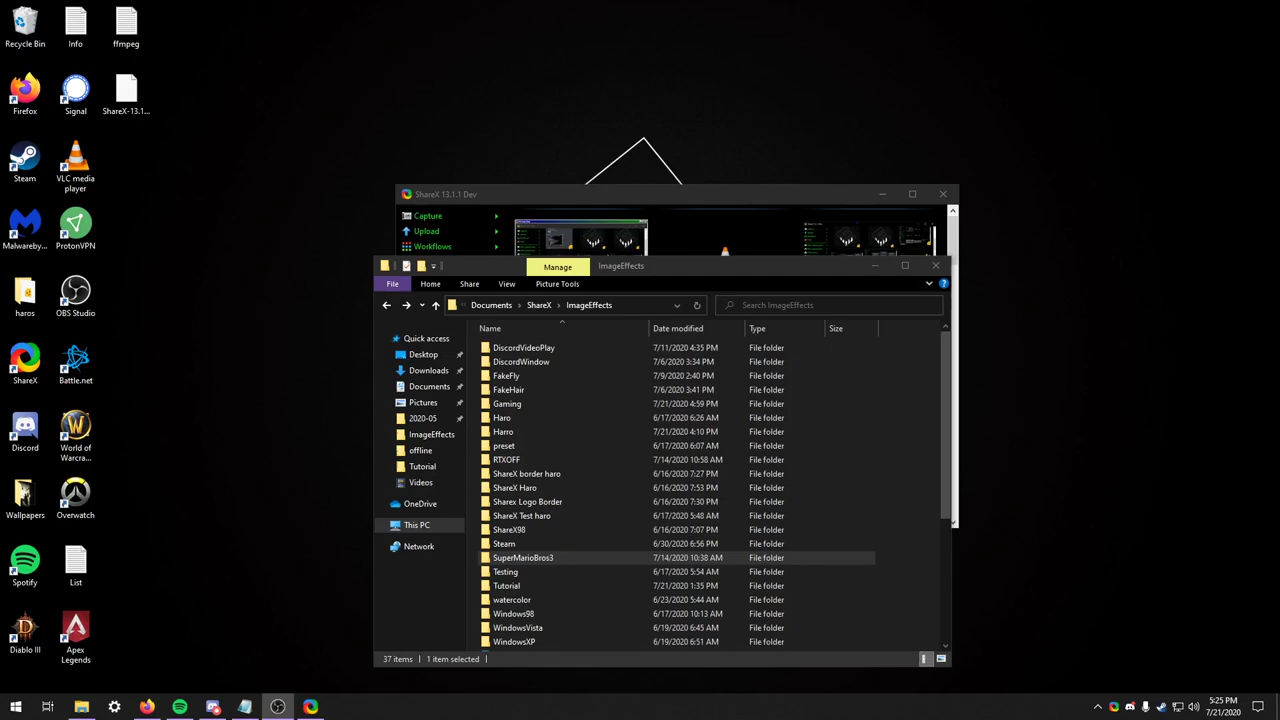 Recycle Bin
Info
ffmpeg
Firefox
Signal
ShareX-13.1...
Steam
VLC media
player
Malwareby...
ProtonVPN
haros
OBS Studio
ShareX
Battle.net
Discord
World of
Warcra...
Wallpapers
Overwatch
Spotify
List
Diablo III
Apex
Legends
ShareX 13.1.1 Dev
Capture
Upload
Workflows
Manage
ImageEffects
File
Home
Share
View
Picture Tools
Documents
ShareX
ImageEffects
Search ImageEffects
Quick access
Desktop
Downloads
Documents
Pictures
2020-05
ImageEffects
offline
Tutorial
Videos
OneDrive
This PC
Network
Name Date modified Type Size
DiscordVideoPlay 7/11/2020 4:35 PM File folder
DiscordWindow 7/6/2020 3:34 PM File folder
FakeFly 7/9/2020 2:40 PM File folder
FakeHair 7/6/2020 3:41 PM File folder
Gaming 7/21/2020 4:59 PM File folder
Haro 6/17/2020 6:26 AM File folder
Harro 7/21/2020 4:10 PM File folder
preset 6/17/2020 6:07 AM File folder
RTXOFF 7/14/2020 10:58 AM File folder
ShareX border haro 6/16/2020 7:27 PM File folder
ShareX Haro 6/16/2020 7:53 PM File folder
Sharex Logo Border 6/16/2020 7:30 PM File folder
ShareX Test haro 6/17/2020 5:48 AM File folder
ShareX98 6/16/2020 7:07 PM File folder
Steam 6/30/2020 6:56 PM File folder
SuperMarioBros3 7/14/2020 10:38 AM File folder
Testing 6/17/2020 5:54 AM File folder
Tutorial 7/21/2020 1:35 PM File folder
watercolor 6/23/2020 5:44 AM File folder
Windows98 6/17/2020 10:13 AM File folder
WindowsVista 6/19/2020 6:45 AM File folder
WindowsXP 6/19/2020 6:51 AM File folder
37 items
1 item selected
5:25 PM
7/21/2020